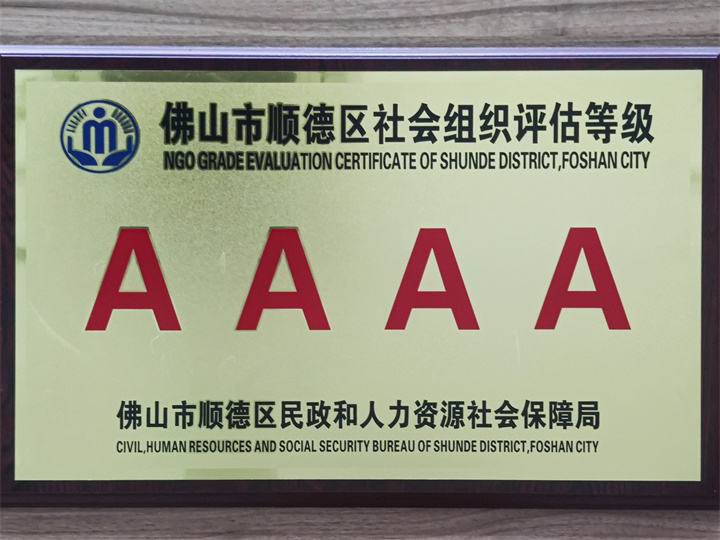 佛山市顺德区社会组织评估等级
NGO GRADE EVALUATION CERTIFICATE OF SHUNDE DISTRICT,FOSHAN CITY
A A A A
佛山市顺德区民政和人力资源社会保障局
CIVIL,HUMAN RESOURCES AND SOCIAL SECURITY BUREAU OF SHUNDE DISTRICT,FOSHAN CITY